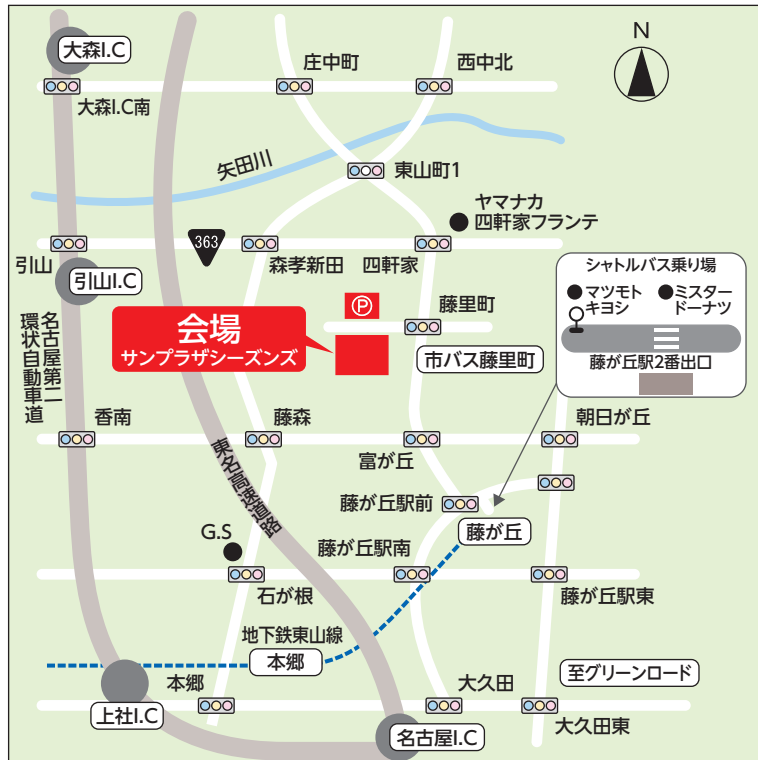 大森I.C
庄中町
西中北
N
大森I.C南
矢田川
東山町1
ヤマナカ
四軒家フランテ
363
引山
森孝新田
四軒家
引山I.C
シャトルバス乗り場
マツモト
キヨシ
ミスター
ドーナツ
藤が丘駅2番出口
P
藤里町
会場
サンプラザシーズンズ
市バス藤里町
名古屋第二
環状自動車道
香南
藤森
富が丘
朝日が丘
東名高速道路
藤が丘駅前
藤が丘
G.S
藤が丘駅南
石が根
藤が丘駅東
地下鉄東山線
本郷
至グリーンロード
本郷
大久田
上社I.C
大久田東
名古屋I.C